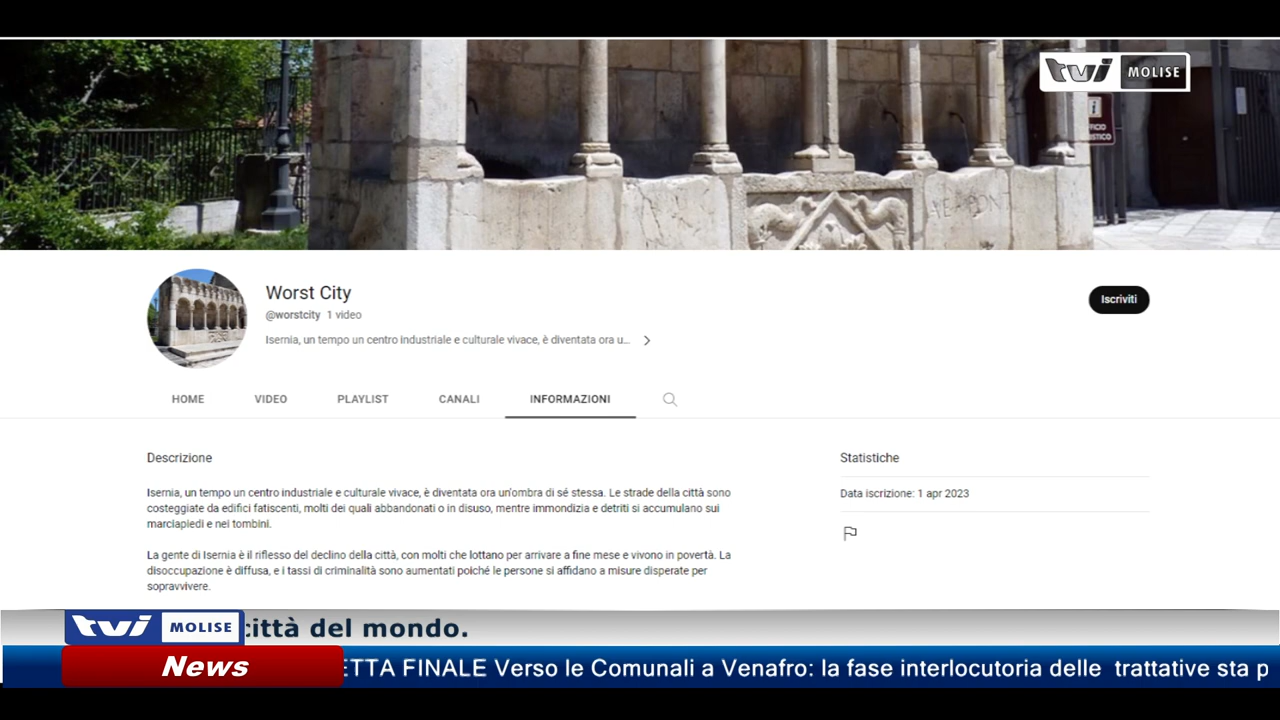 tvi MOLISE
i
FICIO
ISTICO
AE PONT
Worst City
@worstcity 1 video
Iscriviti
Isernia, un tempo un centro industriale e culturale vivace, è diventata ora u...
HOME VIDEO PLAYLIST CANALI INFORMAZIONI
Descrizione
Statistiche
Isernia, un tempo un centro industriale e culturale vivace, è diventata ora un'ombra di sé stessa. Le strade della città sono
costeggiate da edifici fatiscenti, molti dei quali abbandonati o in disuso, mentre immondizia e detriti si accumulano sui
marciapiedi e nei tombini.
Data iscrizione: 1 apr 2023
La gente di Isernia è il riflesso del declino della città, con molti che lottano per arrivare a fine mese e vivono in povertà. La
disoccupazione è diffusa, e i tassi di criminalità sono aumentati poiché le persone si affidano a misure disperate per
sopravvivere.
tvi MOLISE
città del mondo.
News
ETTA FINALE Verso le Comunali a Venafro: la fase interlocutoria delle trattative sta p